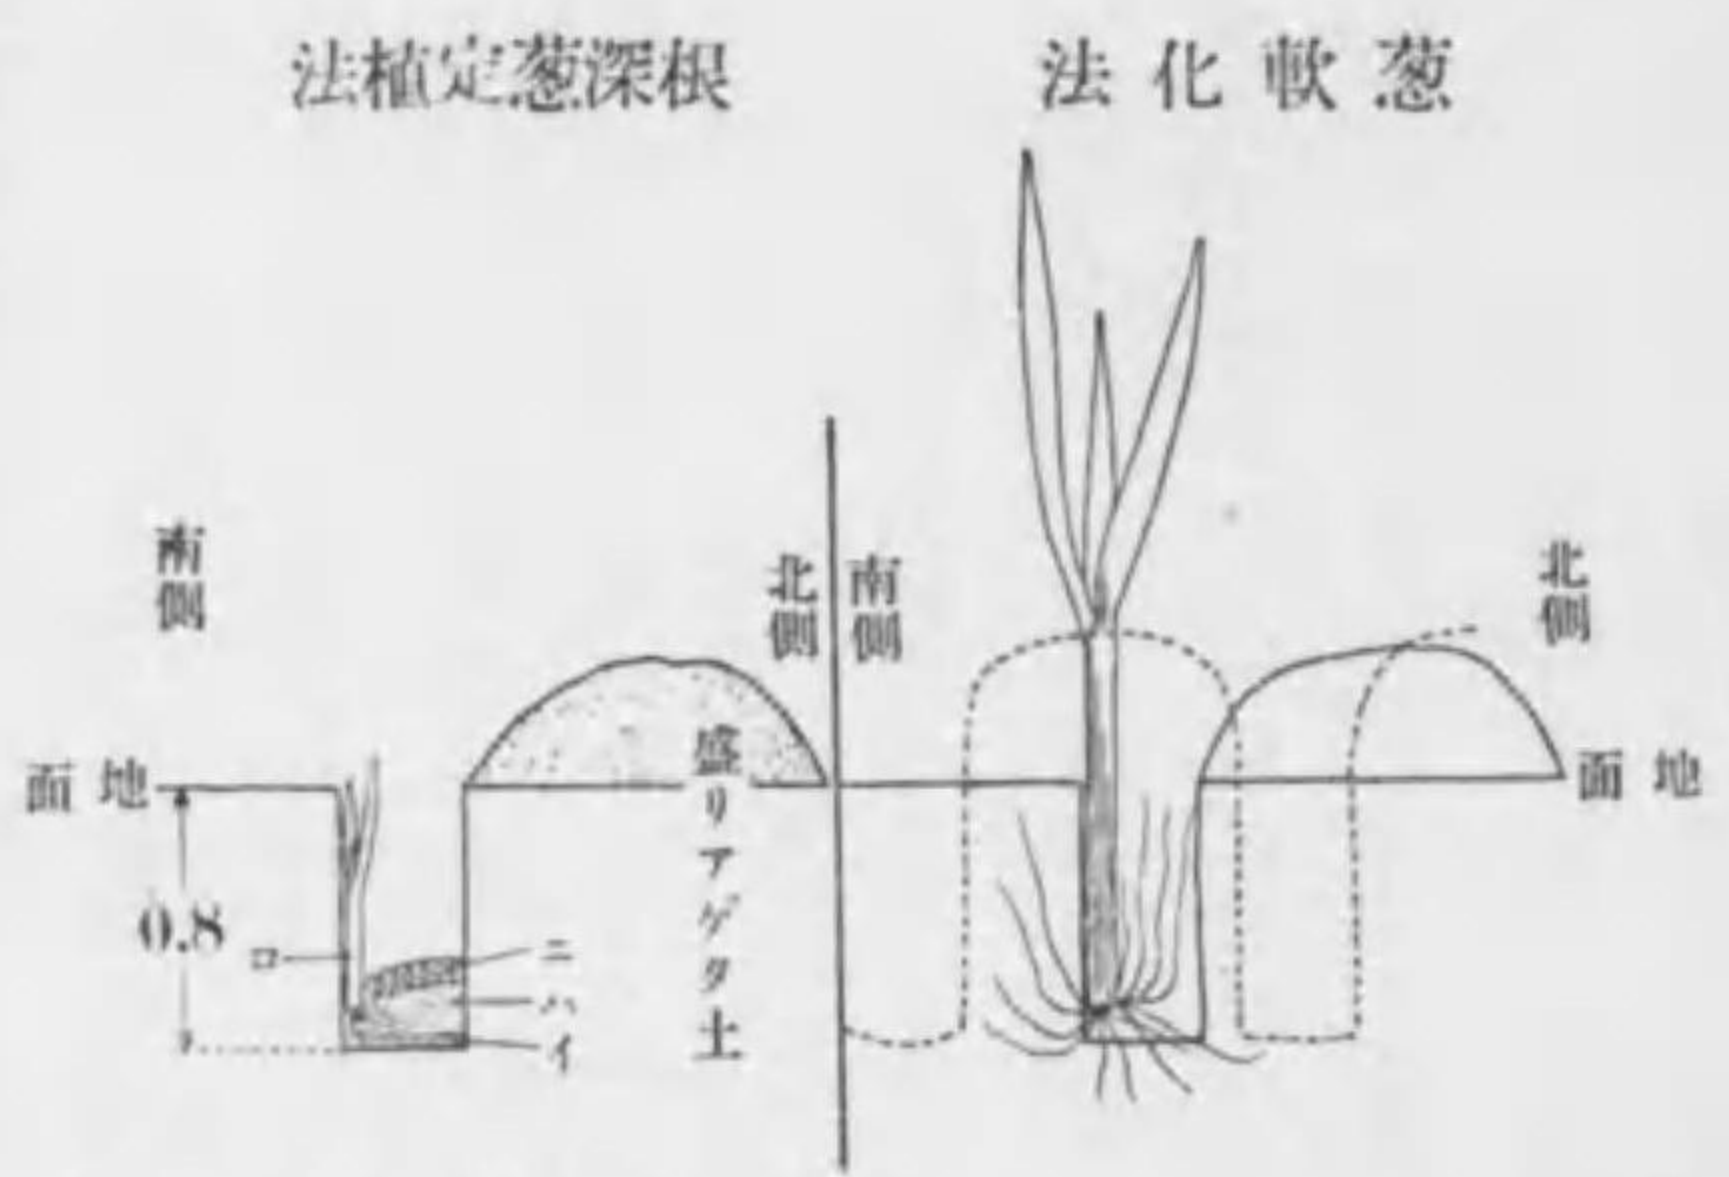 葱軟化法
根深葱定植法
北側
南側
北側
南側
地面
地面
盛リアゲタ土
0.8
ロ
ニ
ハ
イ